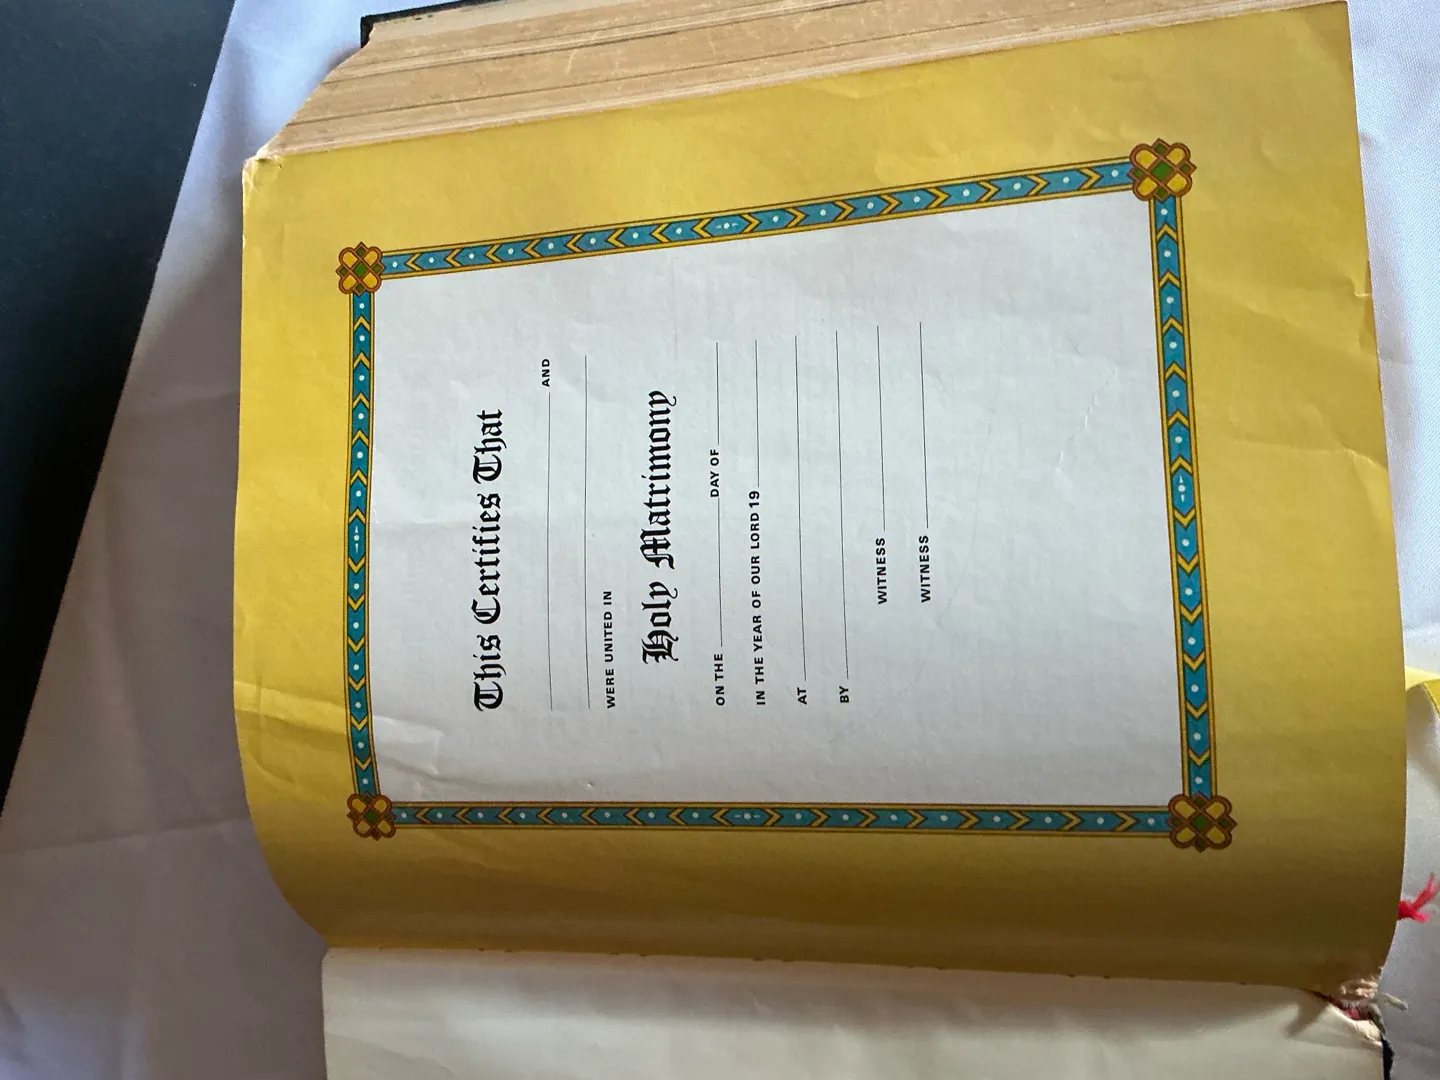 This Certifies That
AND
WERE UNITED IN
Holy Matrimony
ON THE DAY OF
IN THE YEAR OF OUR LORD 19
AT
BY
WITNESS
WITNESS